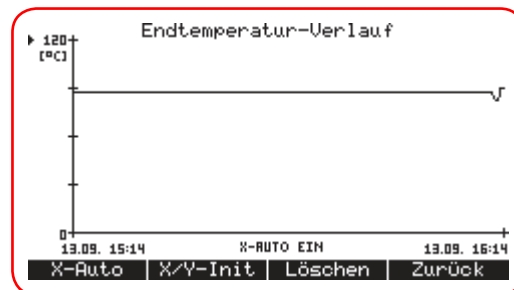 Endtemperatur-Verlauf
120
[°C]
0
13.09. 15:14 X-AUTO EIN 13.09. 16:14
X-Auto X/Y-Init Löschen Zurück